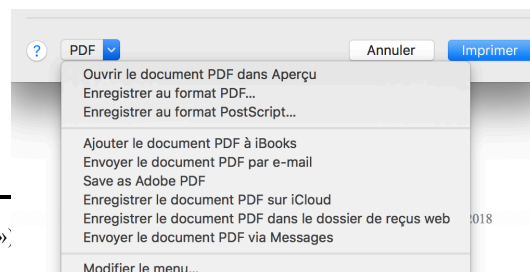 ? PDF Annuler Imprimer
Ouvrir le document PDF dans Aperçu
Enregistrer au format PDF...
Enregistrer au format PostScript...
Ajouter le document PDF à iBooks
Envoyer le document PDF par e-mail
Save as Adobe PDF
Enregistrer le document PDF sur iCloud
Enregistrer le document PDF dans le dossier de reçus web
2018
Envoyer le document PDF via Messages
»)
Modifier le menu...